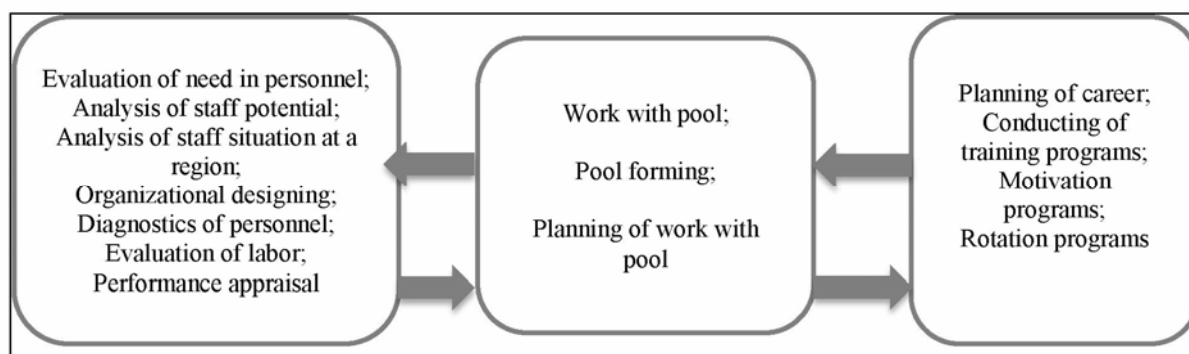 Evaluation of need in personnel;
Analysis of staff potential;
Analysis of staff situation at a
region;
Organizational designing;
Diagnostics of personnel;
Evaluation of labor;
Performance appraisal
Work with pool;
Pool forming;
Planning of work with
pool
Planning of career;
Conducting of
training programs;
Motivation
programs;
Rotation programs